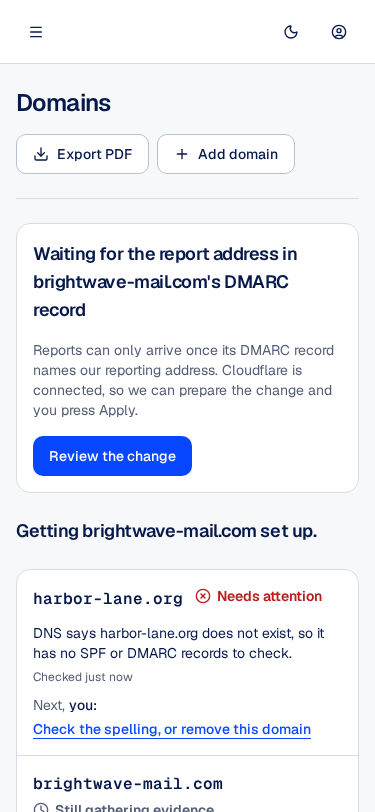 Domains
Export PDF
Add domain
Waiting for the report address in
brightwave-mail.com's DMARC
record
Reports can only arrive once its DMARC record
names our reporting address. Cloudflare is
connected, so we can prepare the change and
you press Apply.
Review the change
Getting brightwave-mail.com set up.
harbor-lane.org Needs attention
DNS says harbor-lane.org does not exist, so it
has no SPF or DMARC records to check.
Checked just now
Next, you:
Check the spelling, or remove this domain
brightwave-mail.com
Still gathering evidence